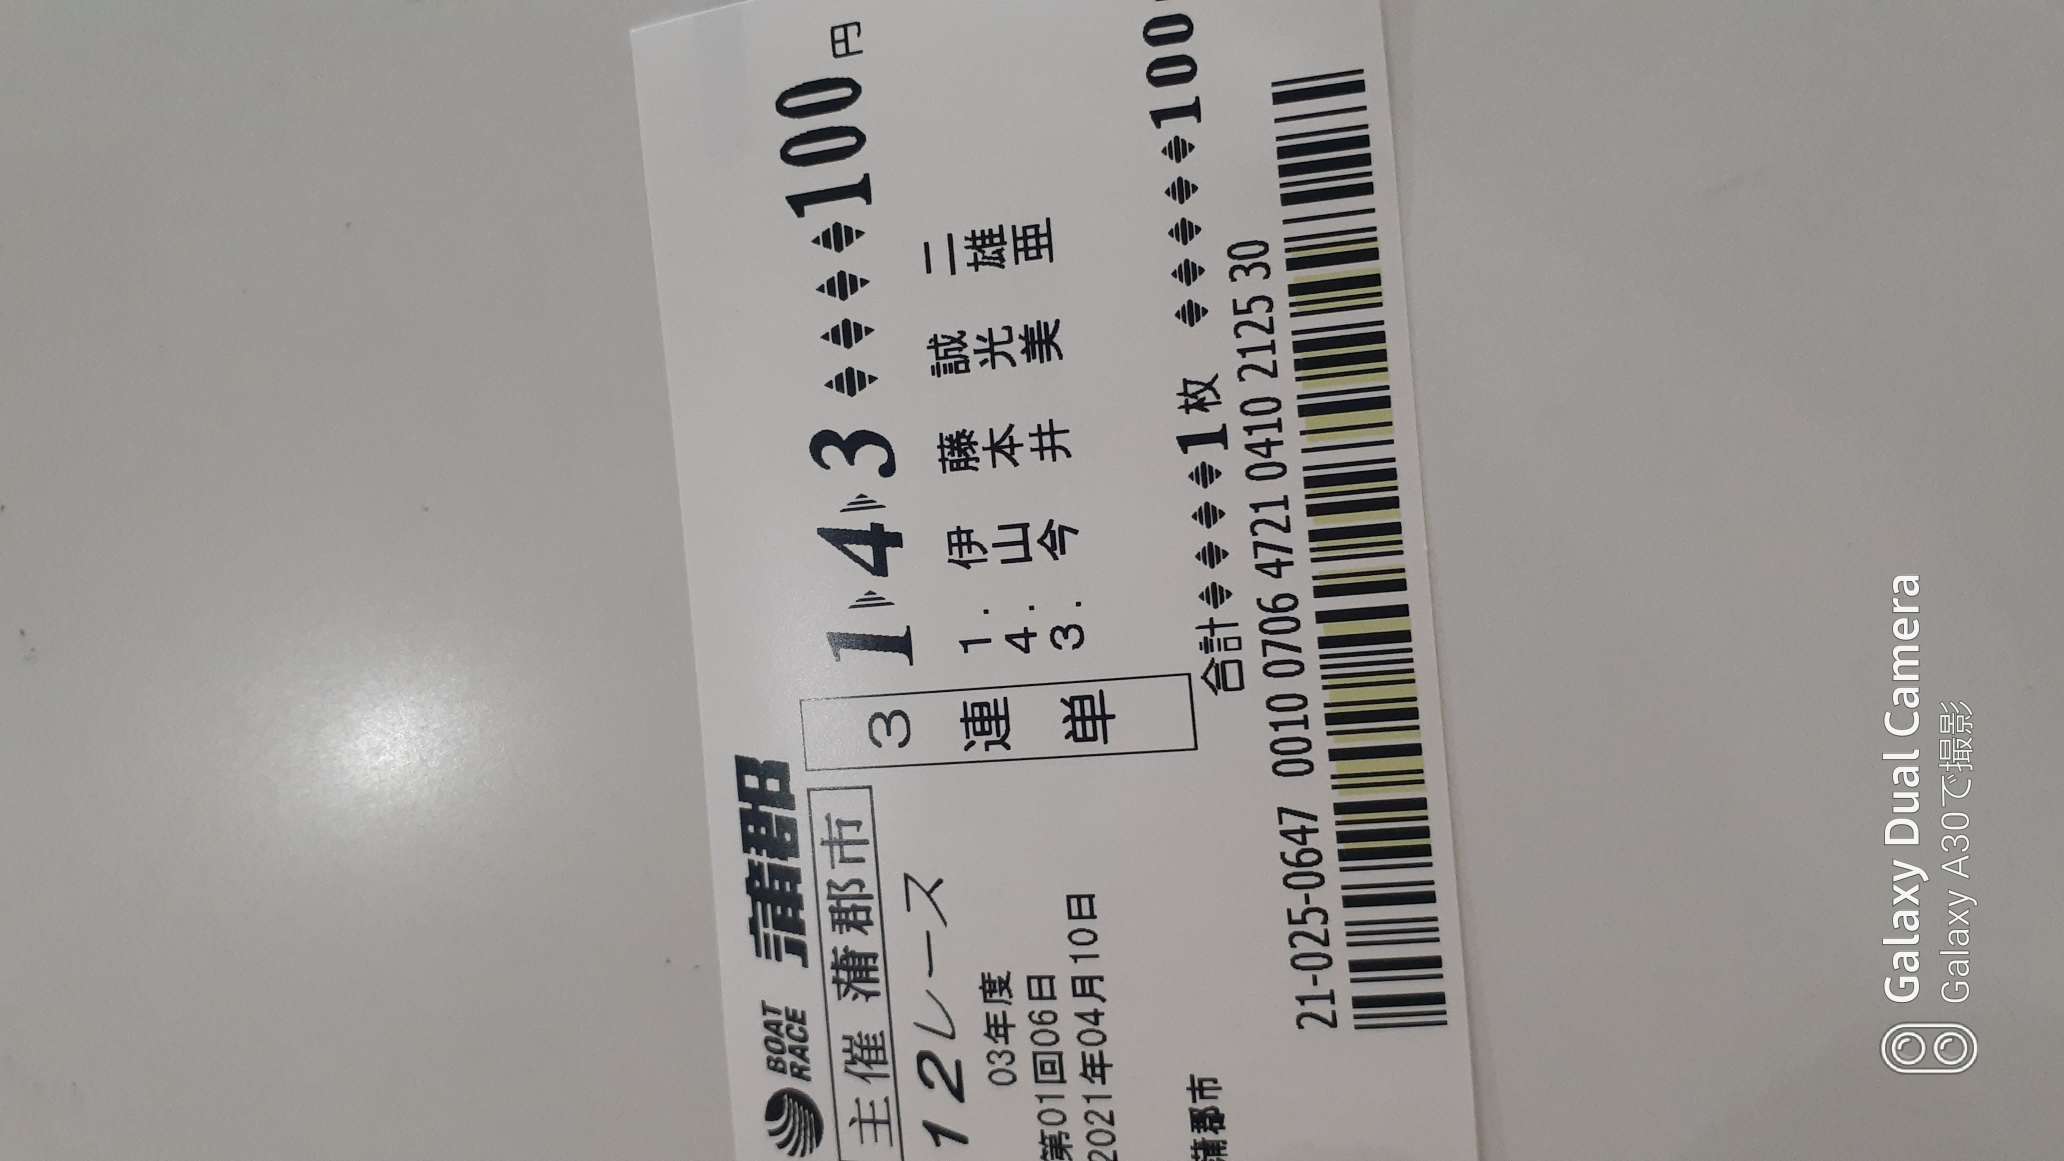 BOAT RACE 蒲郡
主催 蒲郡市
12レース
03年度
第01回06日
2021年04月10日
蒲郡市
3連単
1 4 3 100円
1. 伊藤誠二
4. 山本光雄
3. 今井美亜
合計 1枚 100
21-025-0647 0010 0706 4721 0410 2125 30
Galaxy Dual Camera
Galaxy A30で撮影